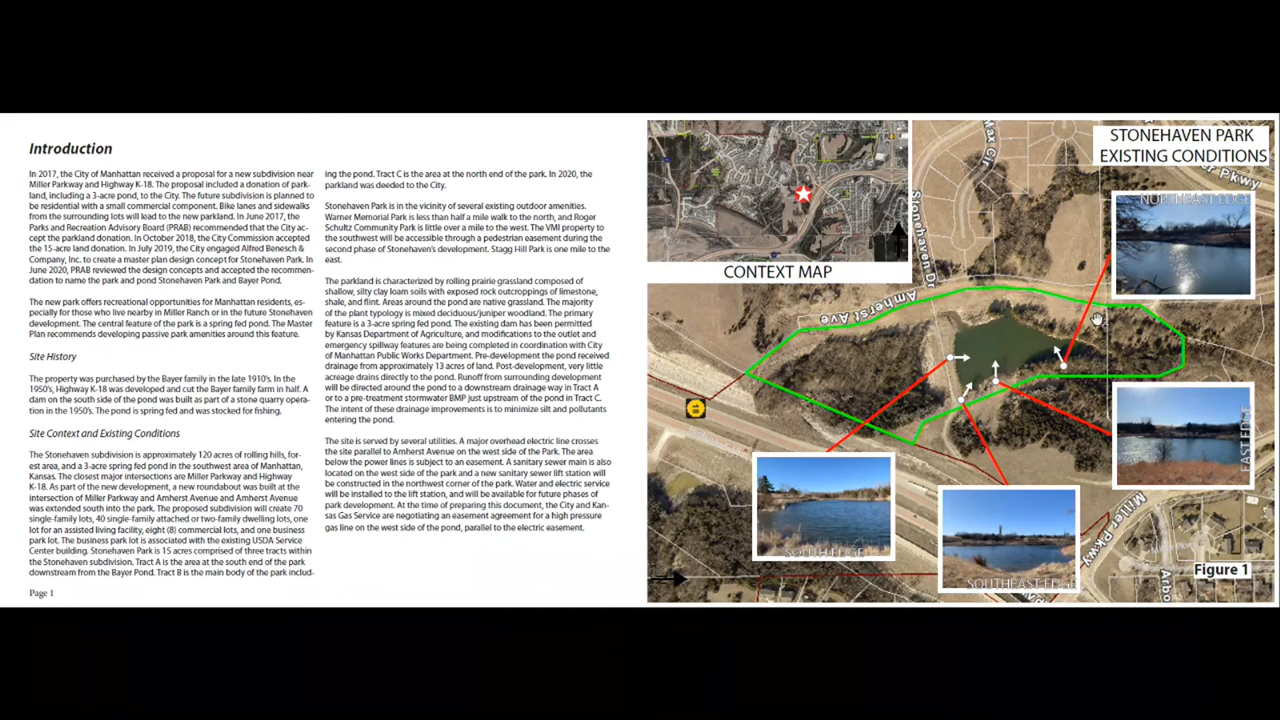 Introduction
In 2017, the City of Manhattan received a proposal for a new subdivision near
Miller Parkway and Highway K-18. The proposal included a donation of park-
land, including a 3-acre pond, to the City. The future subdivision is planned to
be residential with a small commercial component. Bike lanes and sidewalks
from the surrounding lots will lead to the new parkland. In June 2017, the
Parks and Recreation Advisory Board (PRAB) recommended that the City ac-
cept the parkland donation. In October 2018, the City Commission accepted
the 15-acre land donation. In July 2019, the City engaged Alfred Benesch &
Company, Inc. to create a master plan design concept for Stonehaven Park. In
June 2020, PRAB reviewed the design concepts and accepted the recommen-
dation to name the park and pond Stonehaven Park and Bayer Pond.
The new park offers recreational opportunities for Manhattan residents, es-
pecially for those who live nearby in Miller Ranch or in the future Stonehaven
development. The central feature of the park is a spring fed pond. The Master
Plan recommends developing passive park amenities around this feature.
Site History
The property was purchased by the Bayer family in the late 1910's. In the
1950's, Highway K-18 was developed and cut the Bayer family farm in half. A
dam on the south side of the pond was built as part of a stone quarry opera-
tion in the 1950's. The pond is spring fed and was stocked for fishing.
Site Context and Existing Conditions
The Stonehaven subdivision is approximately 120 acres of rolling hills, for-
est area, and a 3-acre spring fed pond in the southwest area of Manhattan,
Kansas. The closest major intersections are Miller Parkway and Highway
K-18. As part of the new development, a new roundabout was built at the
intersection of Miller Parkway and Amherst Avenue and Amherst Avenue
was extended south into the park. The proposed subdivision will create 70
single-family lots, 40 single-family attached or two-family dwelling lots, one
lot for an assisted living facility, eight (8) commercial lots, and one business
park lot. The business park lot is associated with the existing USDA Service
Center building. Stonehaven Park is 15 acres comprised of three tracts within
the Stonehaven subdivision. Tract A is the area at the south end of the park
downstream from the Bayer Pond. Tract B is the main body of the park includ-
Page 1
ing the pond. Tract C is the area at the north end of the park. In 2020, the
parkland was deeded to the City.
Stonehaven Park is in the vicinity of several existing outdoor amenities.
Warner Memorial Park is less than half a mile walk to the north, and Roger
Schultz Community Park is little over a mile to the west. The VMI property to
the southwest will be accessible through a pedestrian easement during the
second phase of Stonehaven's development. Stagg Hill Park is one mile to the
east.
The parkland is characterized by rolling prairie grassland composed of
shallow, silty clay loam soils with exposed rock outcroppings of limestone,
shale, and flint. Areas around the pond are native grassland. The majority
of the plant typology is mixed deciduous/juniper woodland. The primary
feature is a 3-acre spring fed pond. The existing dam has been permitted
by Kansas Department of Agriculture, and modifications to the outlet and
emergency spillway features are being completed in coordination with City
of Manhattan Public Works Department. Pre-development the pond received
drainage from approximately 13 acres of land. Post-development, very little
acreage drains directly to the pond. Runoff from surrounding development
will be directed around the pond to a downstream drainage way in Tract A
or to a pre-treatment stormwater BMP just upstream of the pond in Tract C.
The intent of these drainage improvements is to minimize silt and pollutants
entering the pond.
The site is served by several utilities. A major overhead electric line crosses
the site parallel to Amherst Avenue on the west side of the Park. The area
below the power lines is subject to an easement. A sanitary sewer main is also
located on the west side of the park and a new sanitary sewer lift station will
be constructed in the northwest corner of the park. Water and electric service
will be installed to the lift station, and will be available for future phases of
park development. At the time of preparing this document, the City and Kan-
sas Gas Service are negotiating an easement agreement for a high pressure
gas line on the west side of the pond, parallel to the electric easement.
CONTEXT MAP
STONEHAVEN PARK
EXISTING CONDITIONS
Max Cir
Pkwy
Stonehaven Dr
NORTHEAST EDGE
Amherst Ave
18
EAST EDGE
SOUTH EDGE
SOUTHEAST EDGE
Miller Pkwy
Arbo
Figure 1